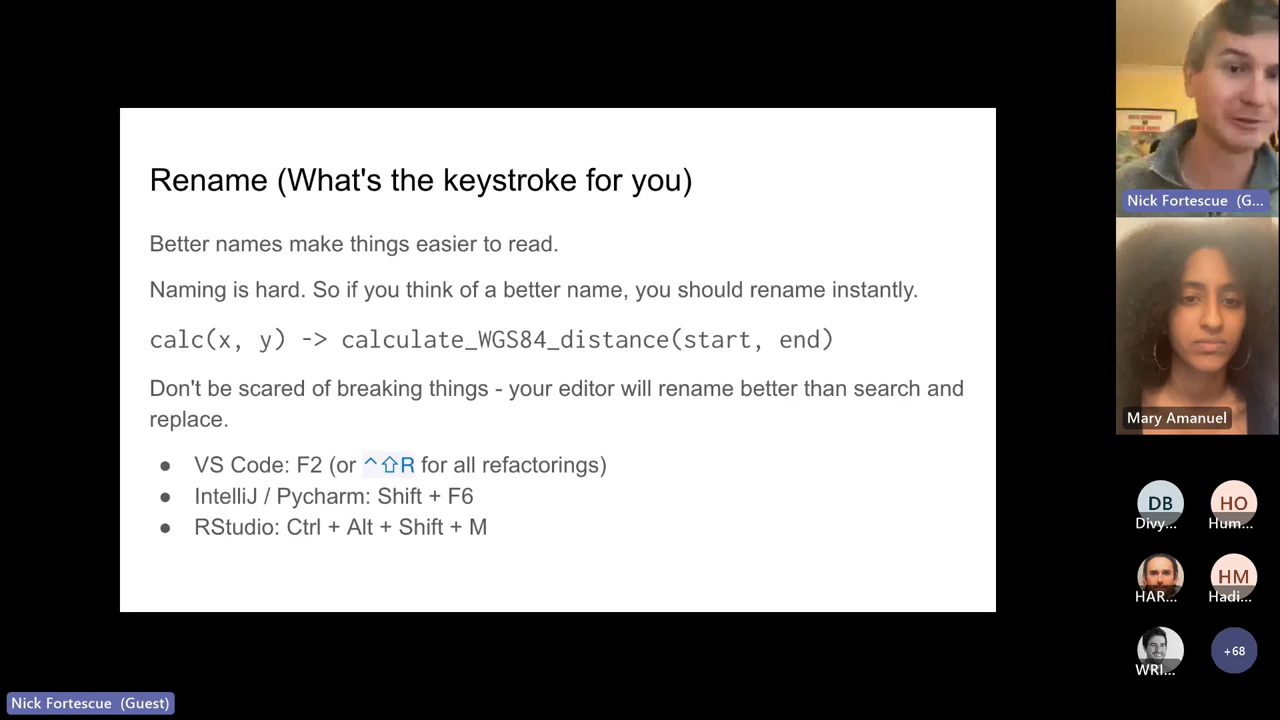 Rename (What's the keystroke for you)
Better names make things easier to read.
Naming is hard. So if you think of a better name, you should rename instantly.
calc(x, y) -> calculate_WGS84_distance(start, end)
Don't be scared of breaking things - your editor will rename better than search and
replace.
● VS Code: F2 (or ^⇧R for all refactorings)
● IntelliJ / Pycharm: Shift + F6
● RStudio: Ctrl + Alt + Shift + M
Nick Fortescue (G...
Mary Amanuel
DB
Divy...
HO
Hum...
HAR...
HM
Hadi...
WRI...
+68
Nick Fortescue (Guest)